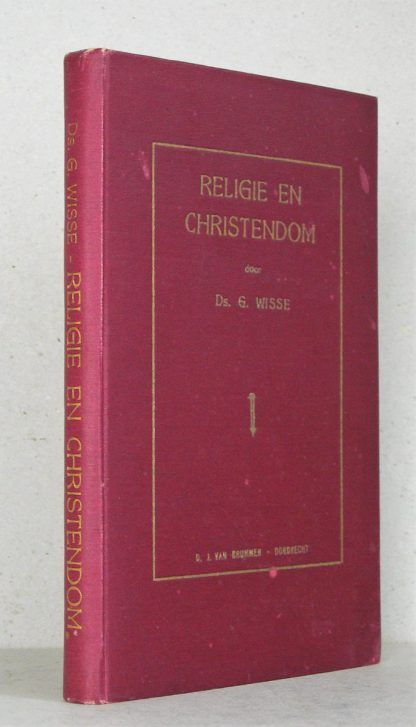 Ds. G. WISSE - RELIGIE EN CHRISTENDOM
RELIGIE EN
CHRISTENDOM
door
Ds. G. WISSE
D. J. VAN BRUMMEN - DORDRECHT